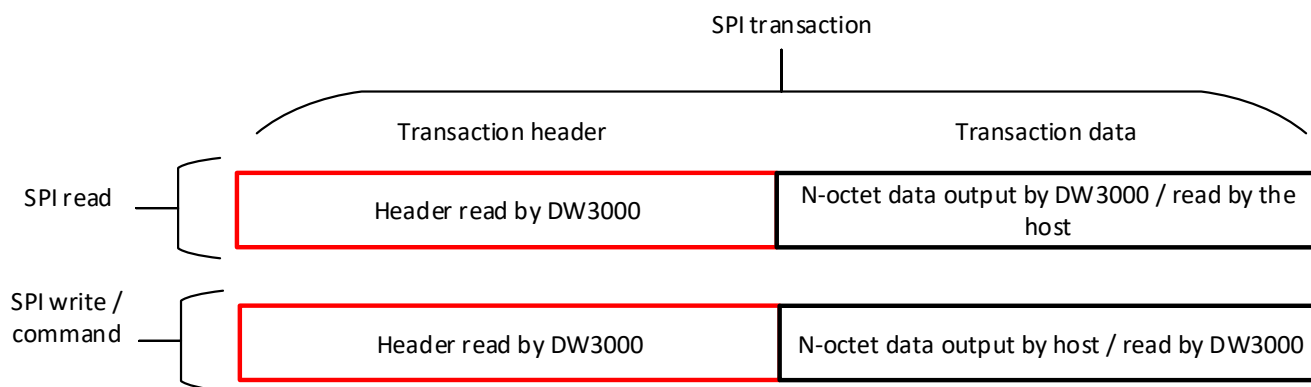 SPI transaction
Transaction header
Transaction data
SPI read
Header read by DW3000
N-octet data output by DW3000 / read by the
host
SPI write /
command
Header read by DW3000
N-octet data output by host / read by DW3000